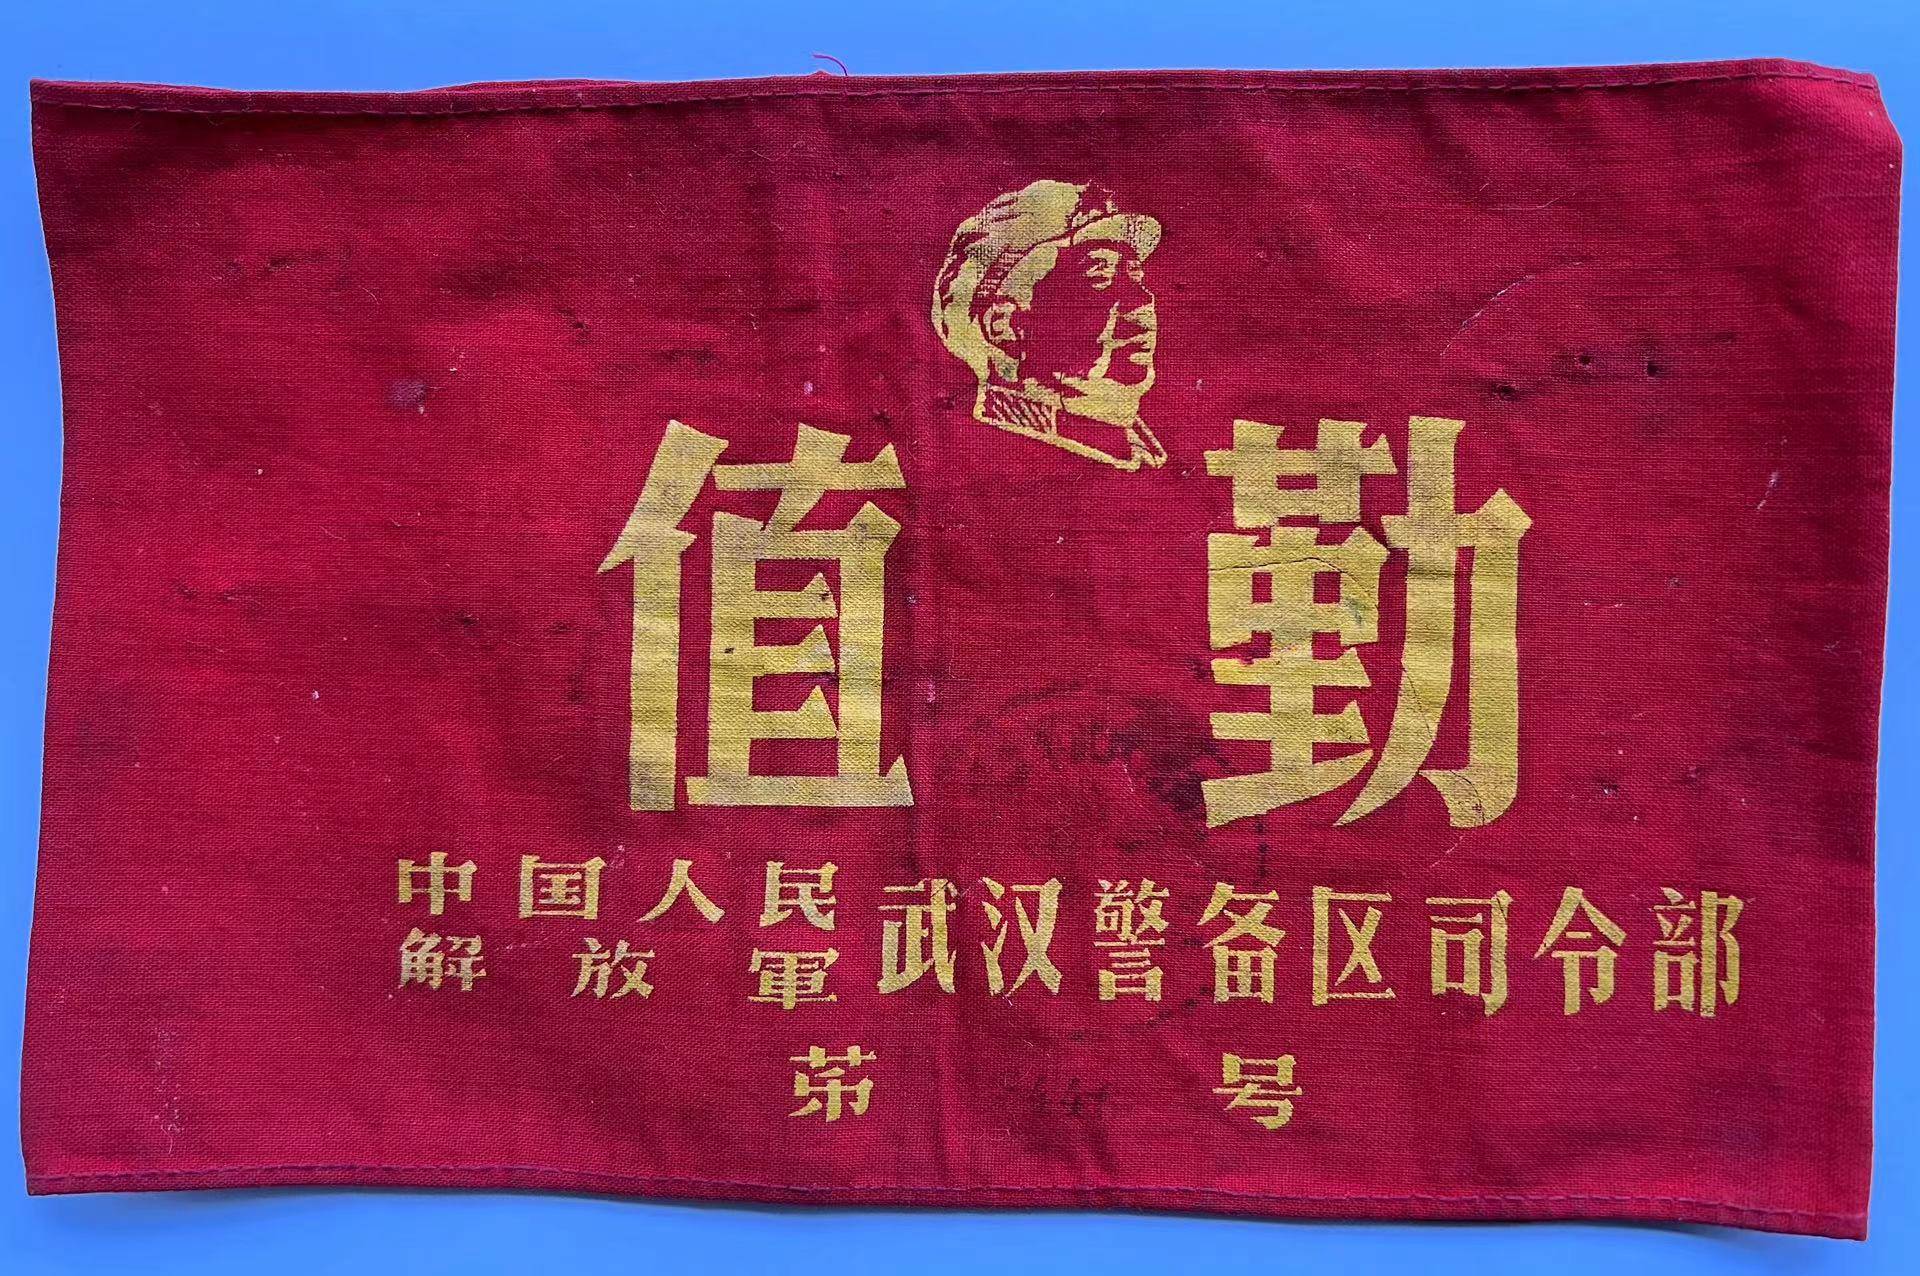 值勤
中国人民
解放軍
武汉警备区司令部
苐 号